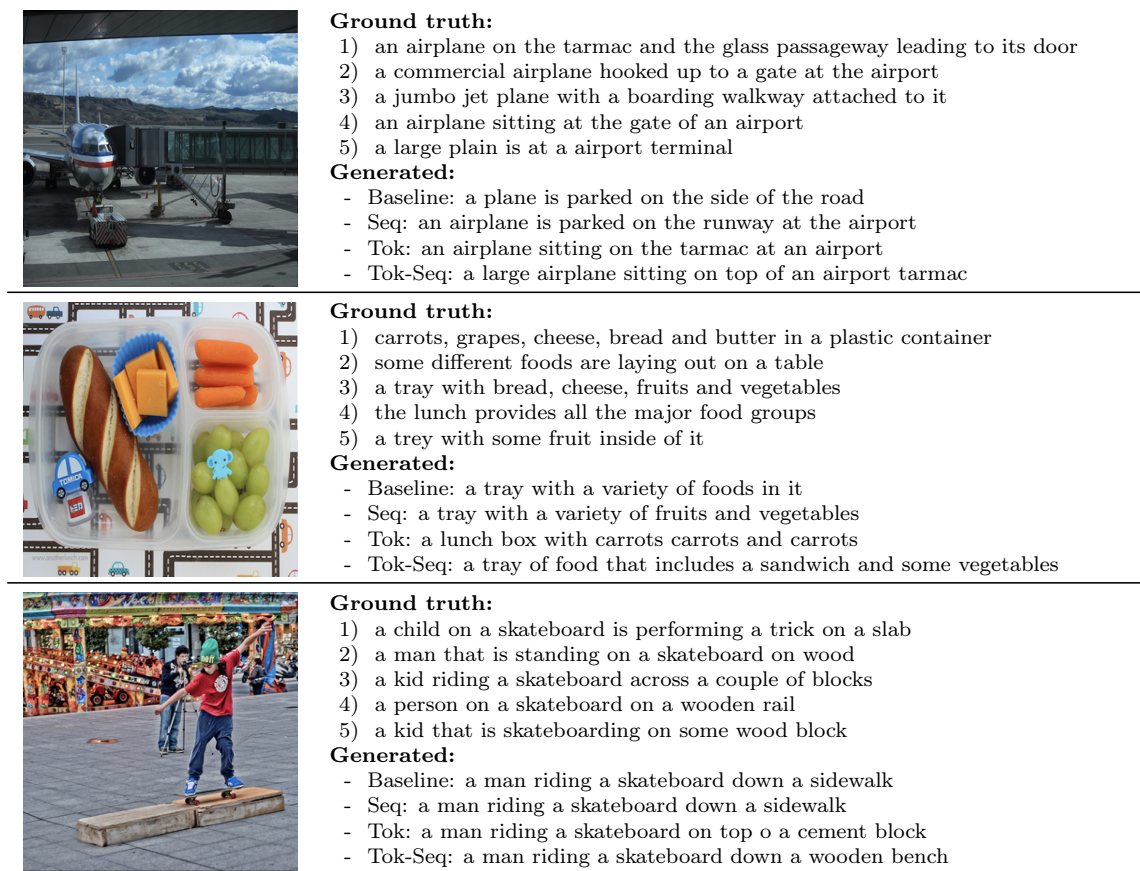 Ground truth:
1) an airplane on the tarmac and the glass passageway leading to its door
2) a commercial airplane hooked up to a gate at the airport
3) a jumbo jet plane with a boarding walkway attached to it
4) an airplane sitting at the gate of an airport
5) a large plain is at a airport terminal
Generated:
- Baseline: a plane is parked on the side of the road
- Seq: an airplane is parked on the runway at the airport
- Tok: an airplane sitting on the tarmac at an airport
- Tok-Seq: a large airplane sitting on top of an airport tarmac
Ground truth:
1) carrots, grapes, cheese, bread and butter in a plastic container
2) some different foods are laying out on a table
3) a tray with bread, cheese, fruits and vegetables
4) the lunch provides all the major food groups
5) a trey with some fruit inside of it
Generated:
- Baseline: a tray with a variety of foods in it
- Seq: a tray with a variety of fruits and vegetables
- Tok: a lunch box with carrots carrots and carrots
- Tok-Seq: a tray of food that includes a sandwich and some vegetables
TOMICA
Ground truth:
1) a child on a skateboard is performing a trick on a slab
2) a man that is standing on a skateboard on wood
3) a kid riding a skateboard across a couple of blocks
4) a person on a skateboard on a wooden rail
5) a kid that is skateboarding on some wood block
Generated:
- Baseline: a man riding a skateboard down a sidewalk
- Seq: a man riding a skateboard down a sidewalk
- Tok: a man riding a skateboard on top o a cement block
- Tok-Seq: a man riding a skateboard down a wooden bench
neff